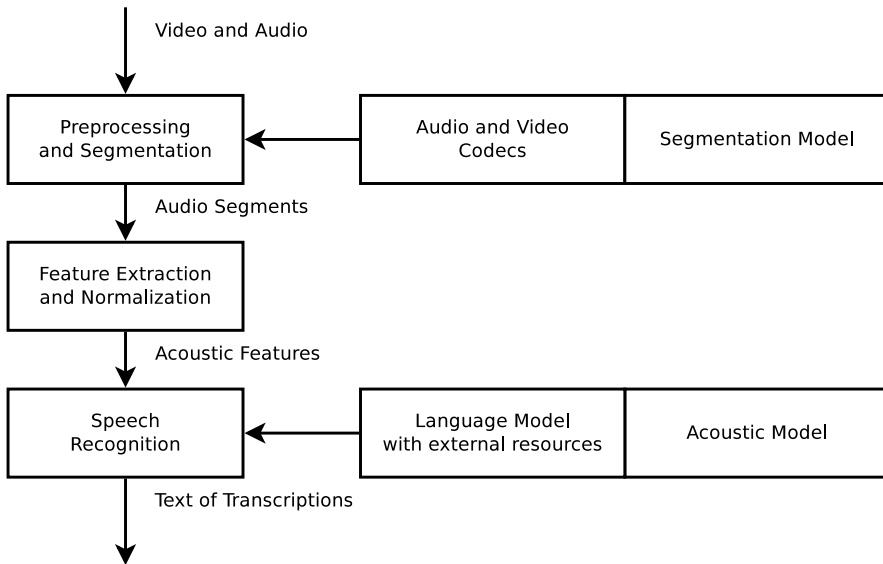 Video and Audio
Preprocessing
and Segmentation
Audio and Video
Codecs
Segmentation Model
Audio Segments
Feature Extraction
and Normalization
Acoustic Features
Speech
Recognition
Language Model
with external resources
Acoustic Model
Text of Transcriptions